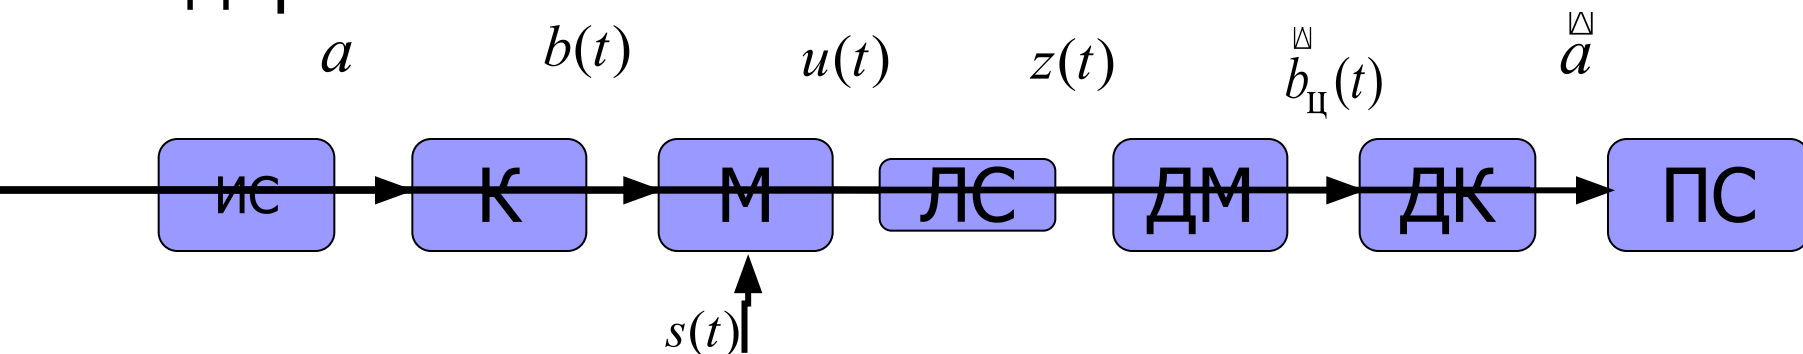 a b(t) u(t) z(t) b̂ц(t) â
ИС К М ЛС ДМ ДК ПС
s(t)